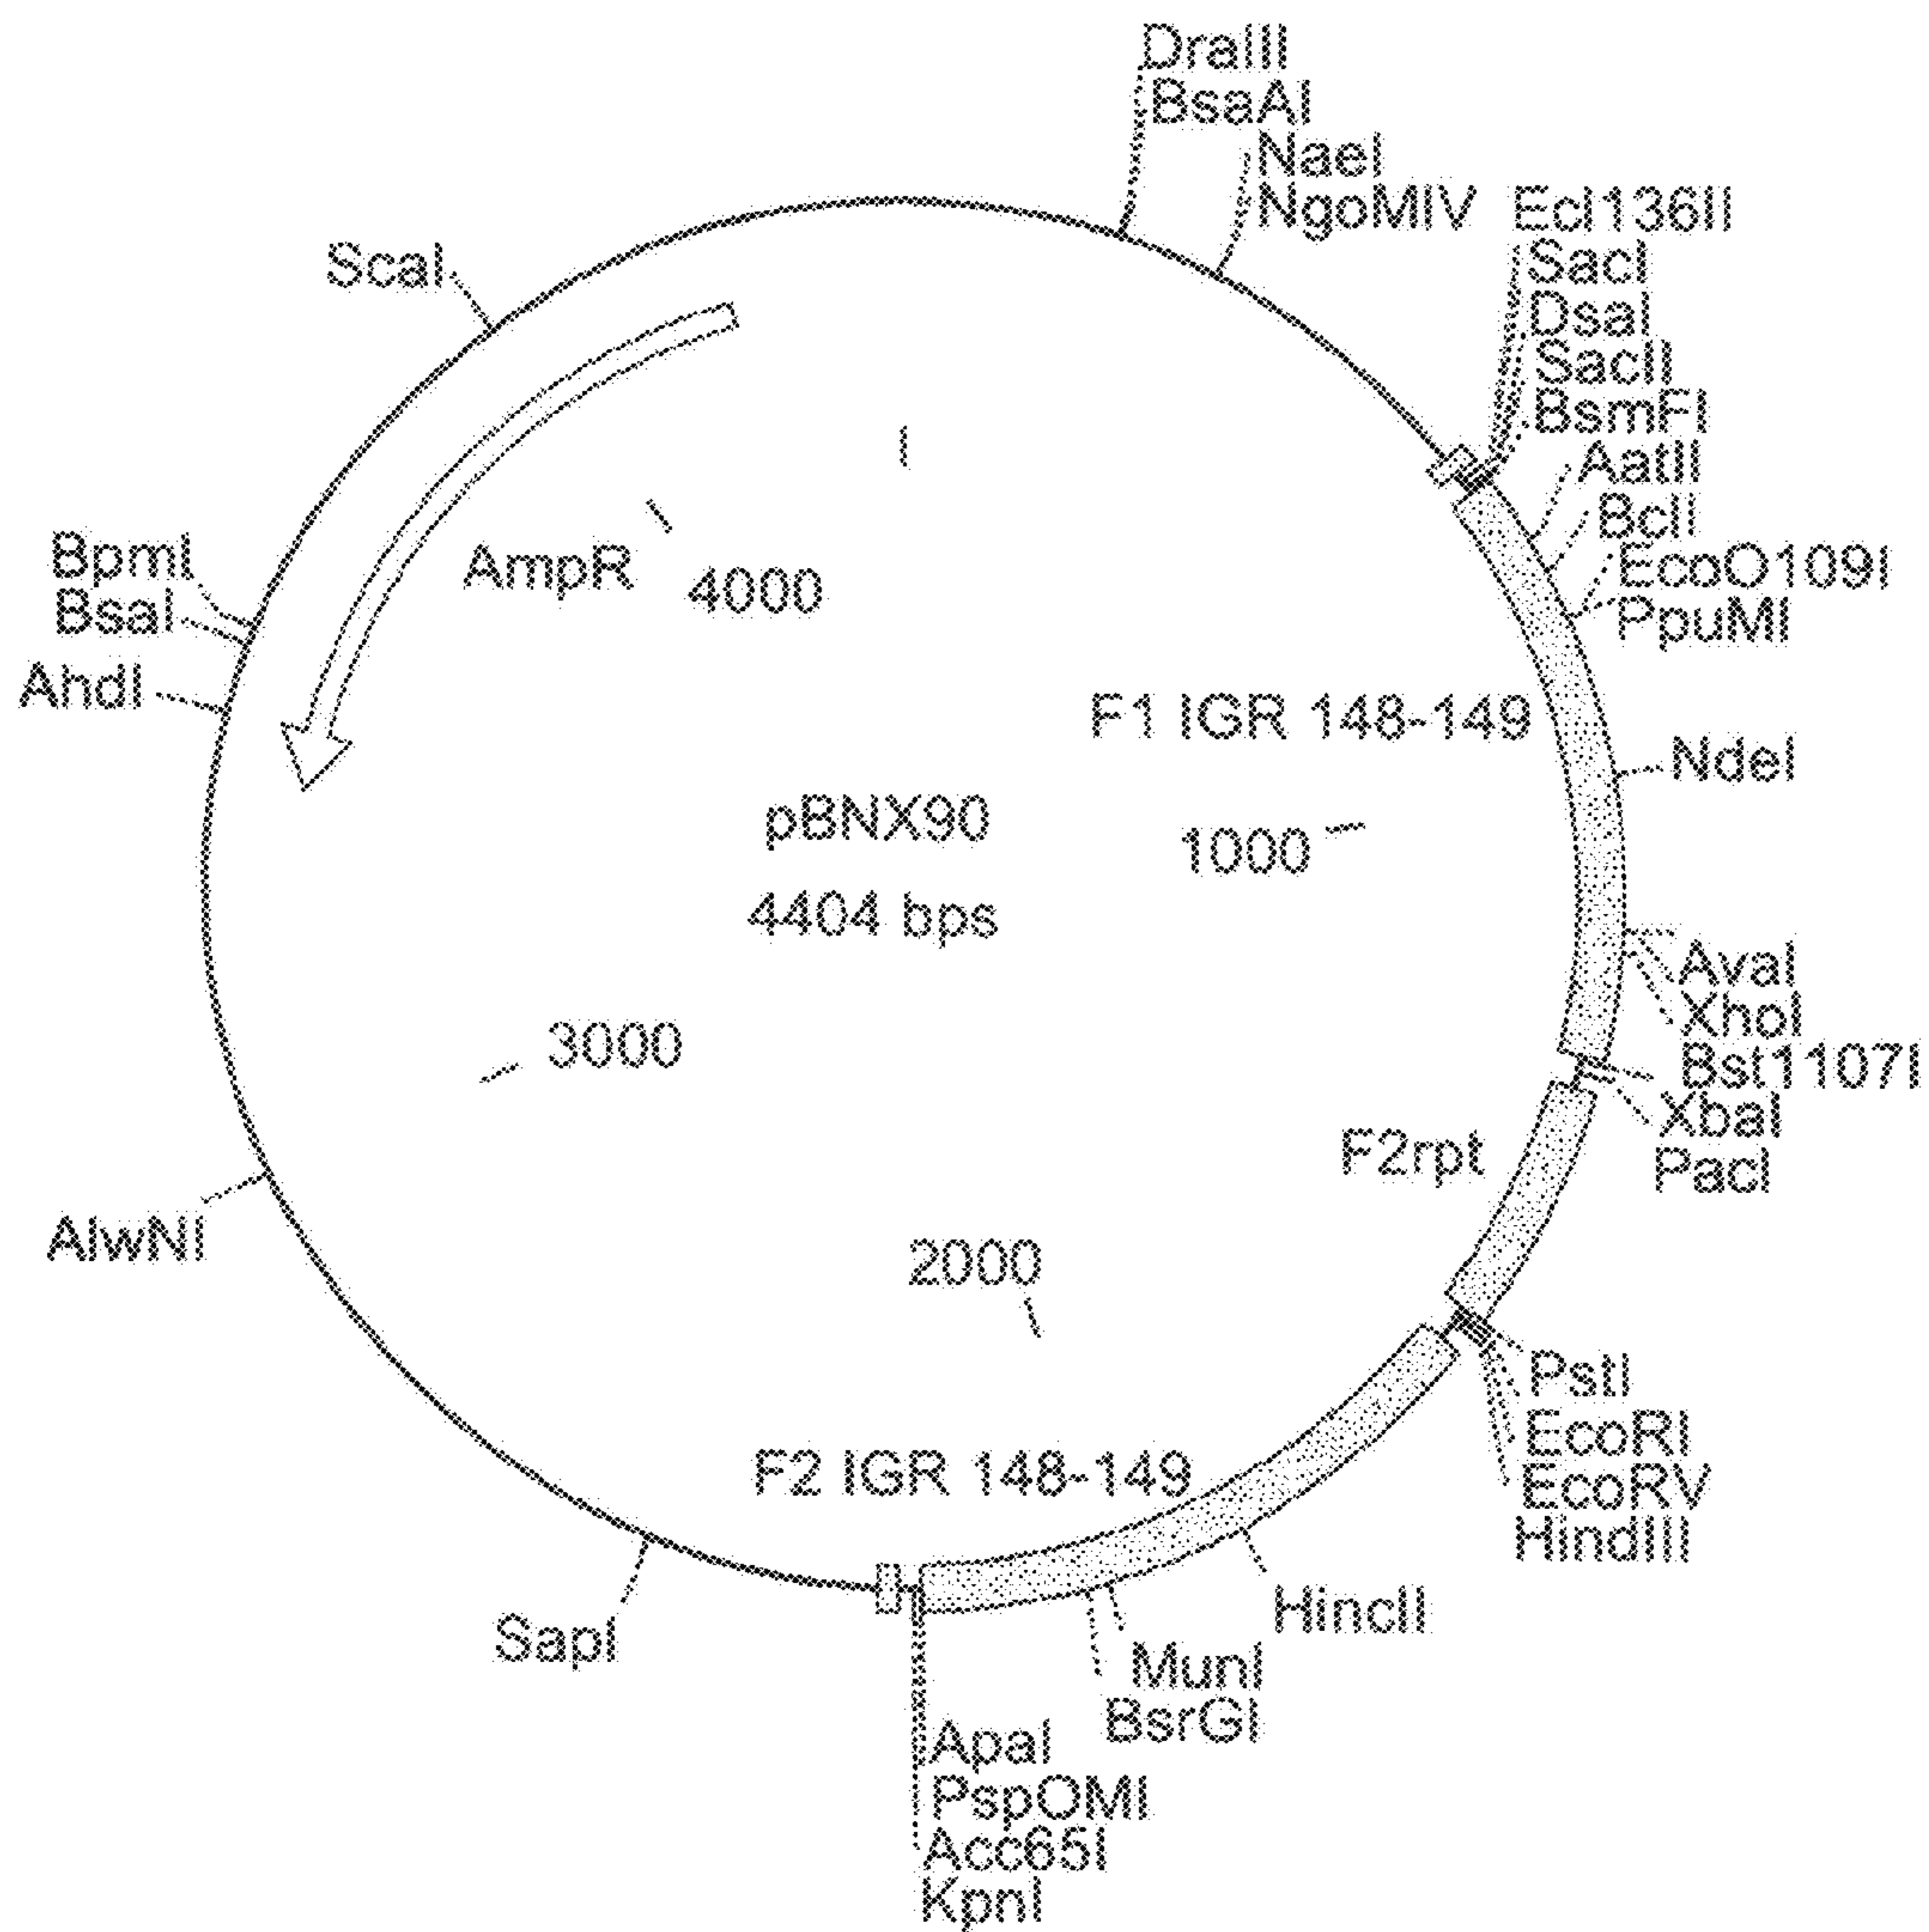 DraIII
BsaAI
NaeI
NgoMIV
Ecl136II
SacI
DsaI
SacII
BsmFI
AatII
BclI
EcoO109I
PpuMI
NdeI
AvaI
XhoI
Bst1107I
XbaI
PacI
PstI
EcoRI
EcoRV
HindIII
HincII
MunI
BsrGI
ApaI
PspOMI
Acc65I
KpnI
SapI
AlwNI
AhdI
BsaI
BpmI
ScaI
AmpR
4000
F1 IGR 148-149
pBNX90
4404 bps
1000
3000
F2rpt
2000
F2 IGR 148-149